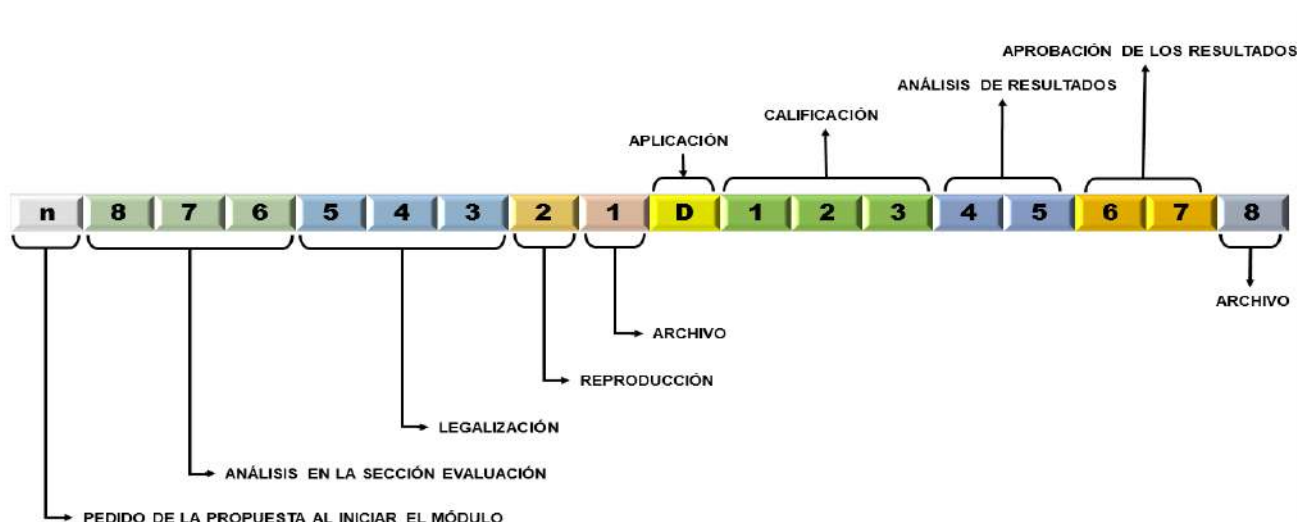 APROBACIÓN DE LOS RESULTADOS
ANÁLISIS DE RESULTADOS
CALIFICACIÓN
APLICACIÓN
n 8 7 6 5 4 3 2 1 D 1 2 3 4 5 6 7 8
ARCHIVO
ARCHIVO
REPRODUCCIÓN
LEGALIZACIÓN
ANÁLISIS EN LA SECCIÓN EVALUACIÓN
PEDIDO DE LA PROPUESTA AL INICIAR EL MÓDULO